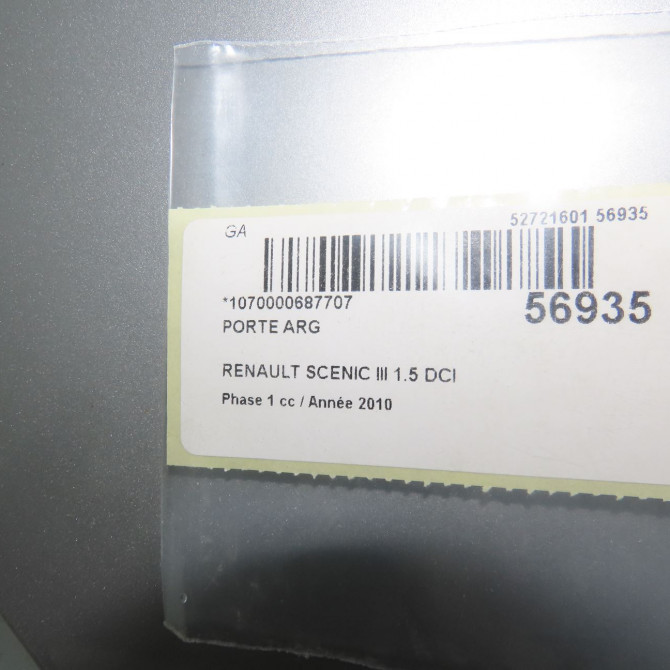 GA
52721601 56935
*1070000687707
56935
PORTE ARG
RENAULT SCENIC III 1.5 DCI
Phase 1 cc / Année 2010